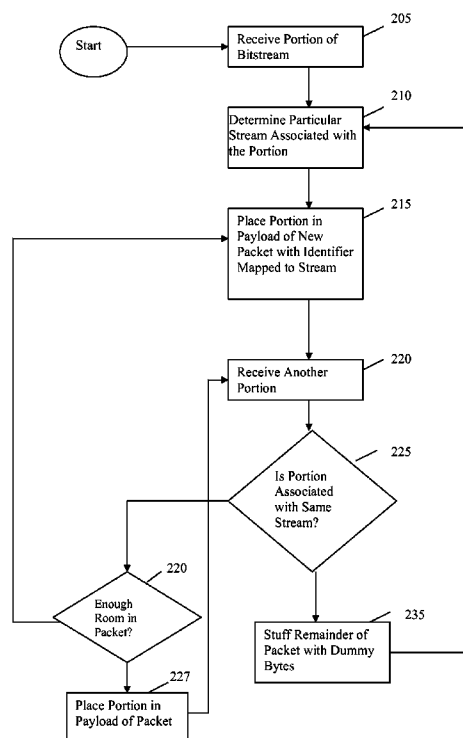 Start
205
Receive Portion of
Bitstream
210
Determine Particular
Stream Associated with
the Portion
215
Place Portion in
Payload of New
Packet with Identifier
Mapped to Stream
220
Receive Another
Portion
225
Is Portion
Associated
with Same
Stream?
220
Enough
Room in
Packet?
235
Stuff Remainder of
Packet with Dummy
Bytes
227
Place Portion in
Payload of Packet